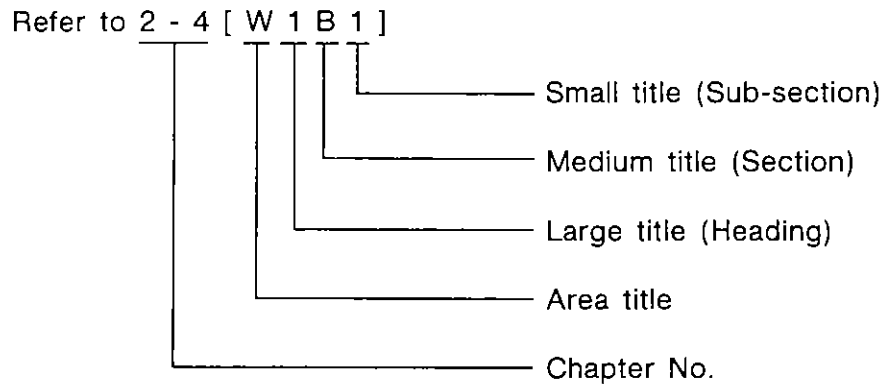 Refer to 2 - 4 [ W 1 B 1 ]
Small title (Sub-section)
Medium title (Section)
Large title (Heading)
Area title
Chapter No.